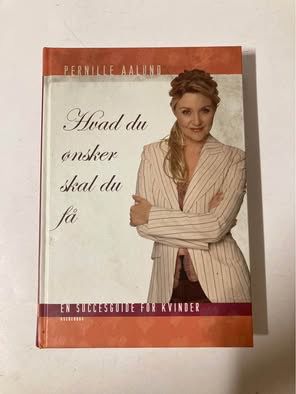 PERNILLE AALUND
Hvad du
ønsker
skal du
få
EN SUCCESGUIDE FOR KVINDER